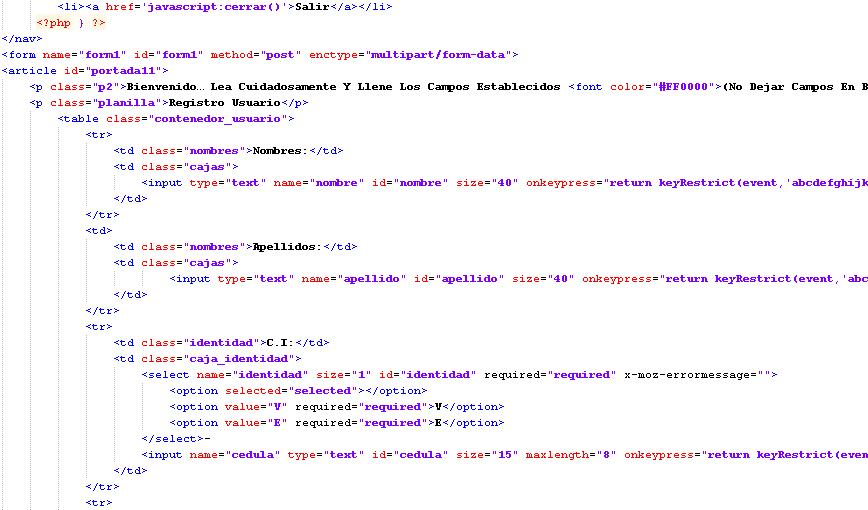 <li><a href='javascript:cerrar()'>Salir</a></li>
<?php } ?>
</nav>
<form name="form1" id="form1" method="post" enctype="multipart/form-data">
<article id="portada11">
<p class="p2">Bienvenido... Lea Cuidadosamente Y Llene Los Campos Establecidos <font color="#FF0000">(No Dejar Campos En B
<p class="planilla">Registro Usuario</p>
<table class="contenedor_usuario">
<tr>
<td class="nombres">Nombres:</td>
<td class="cajas">
<input type="text" name="nombre" id="nombre" size="40" onkeypress="return keyRestrict(event,'abcdefghijk
</td>
</tr>
<td>
<td class="nombres">Apellidos:</td>
<td class="cajas">
<input type="text" name="apellido" id="apellido" size="40" onkeypress="return keyRestrict(event,'abc
</td>
</tr>
<tr>
<td class="identidad">C.I:</td>
<td class="caja_identidad">
<select name="identidad" size="1" id="identidad" required="required" x-moz-errormessage="">
<option selected="selected"></option>
<option value="V" required="required">V</option>
<option value="E" required="required">E</option>
</select>-
<input name="cedula" type="text" id="cedula" size="15" maxlength="8" onkeypress="return keyRestrict(even
</td>
</tr>
<tr>